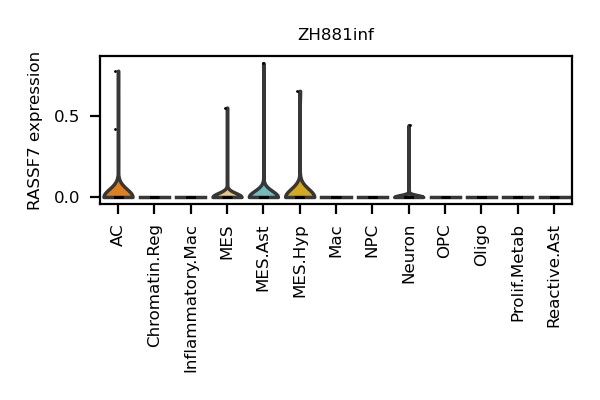 ZH881inf
RASSF7 expression
0.5
0.0
AC
Chromatin.Reg
Inflammatory.Mac
MES
MES.Ast
MES.Hyp
Mac
NPC
Neuron
OPC
Oligo
Prolif.Metab
Reactive.Ast